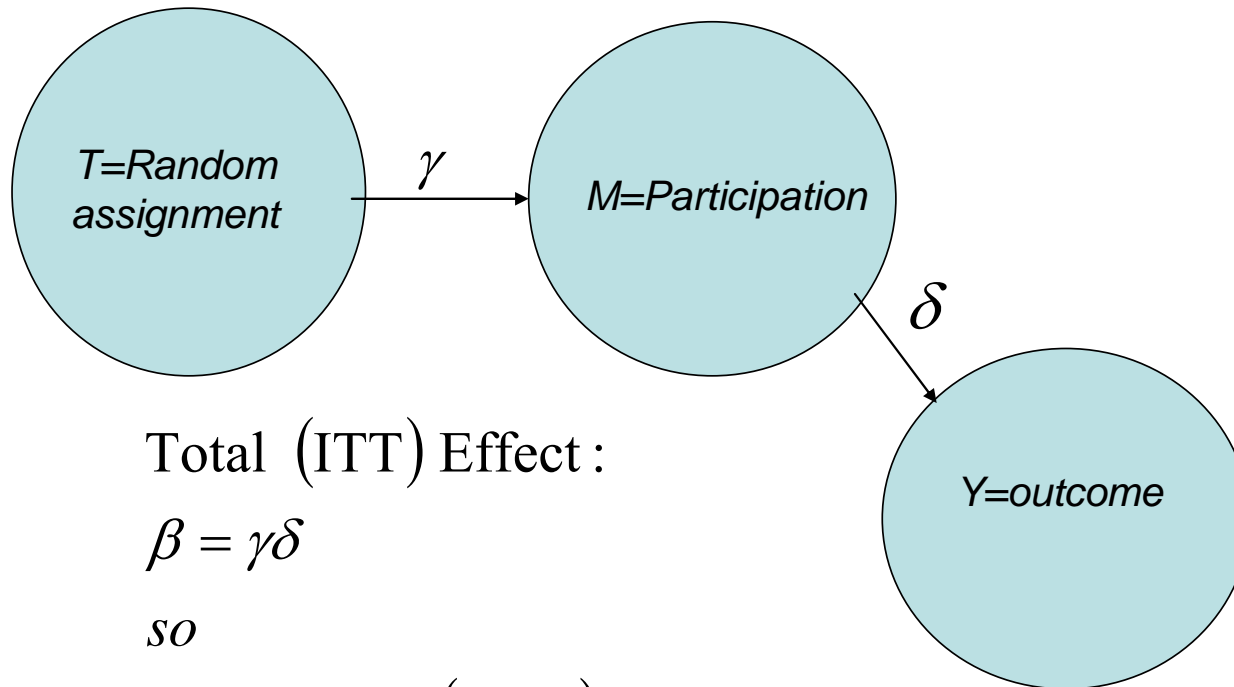 T=Random
assignment
γ
M=Participation
δ
Y=outcome
Total (ITT) Effect :
β = γδ
so